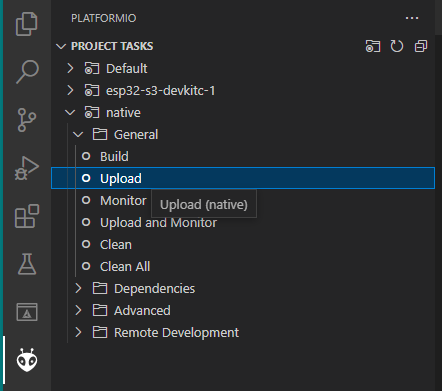 PLATFORMIO
PROJECT TASKS
Default
esp32-s3-devkitc-1
native
General
Build
Upload
Monitor
Upload (native)
Upload and Monitor
Clean
Clean All
Dependencies
Advanced
Remote Development